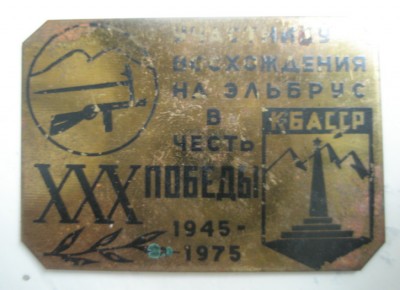 УЧАСТНИКУ
ВОСХОЖДЕНИЯ
НА ЭЛЬБРУС
В
ЧЕСТЬ
XXX ПОБЕДЫ!
1945-
-1975
КБАССР